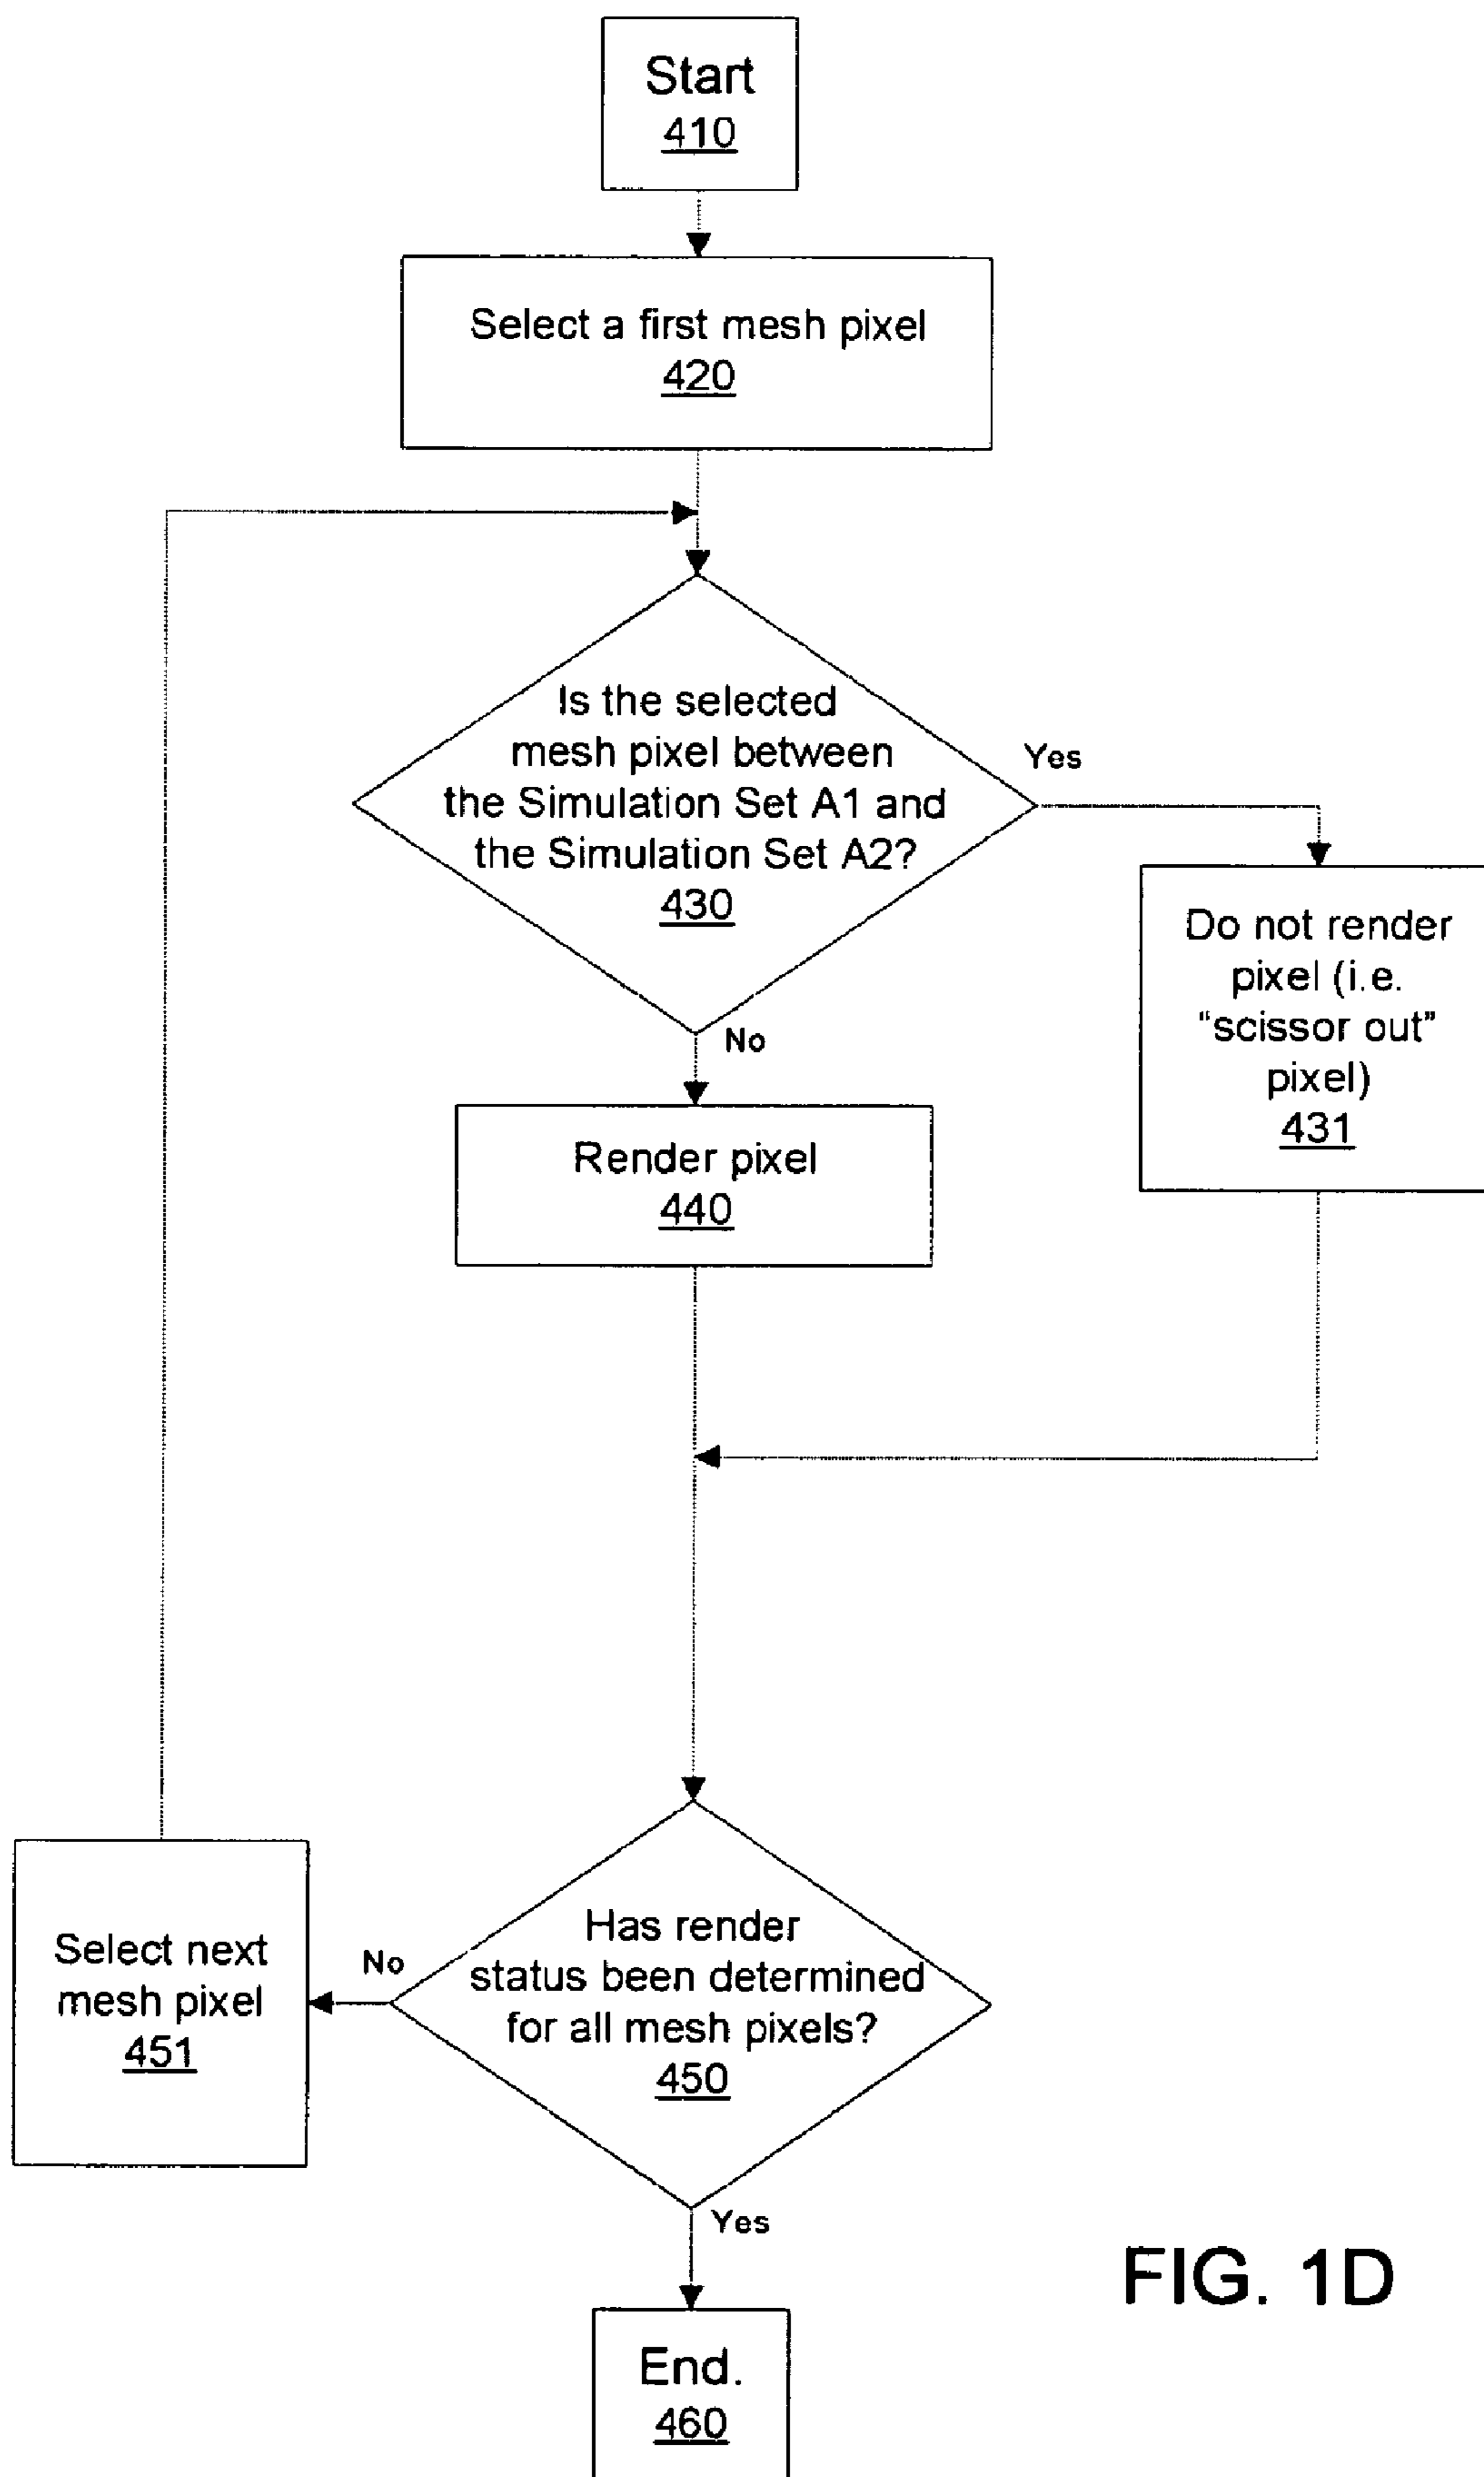 Start
410
Select a first mesh pixel
420
Is the selected
mesh pixel between
the Simulation Set A1 and
the Simulation Set A2?
430
Yes
Do not render
pixel (i.e.
“scissor out”
pixel)
431
No
Render pixel
440
Has render
status been determined
for all mesh pixels?
450
No
Select next
mesh pixel
451
Yes
End.
460
FIG. 1D